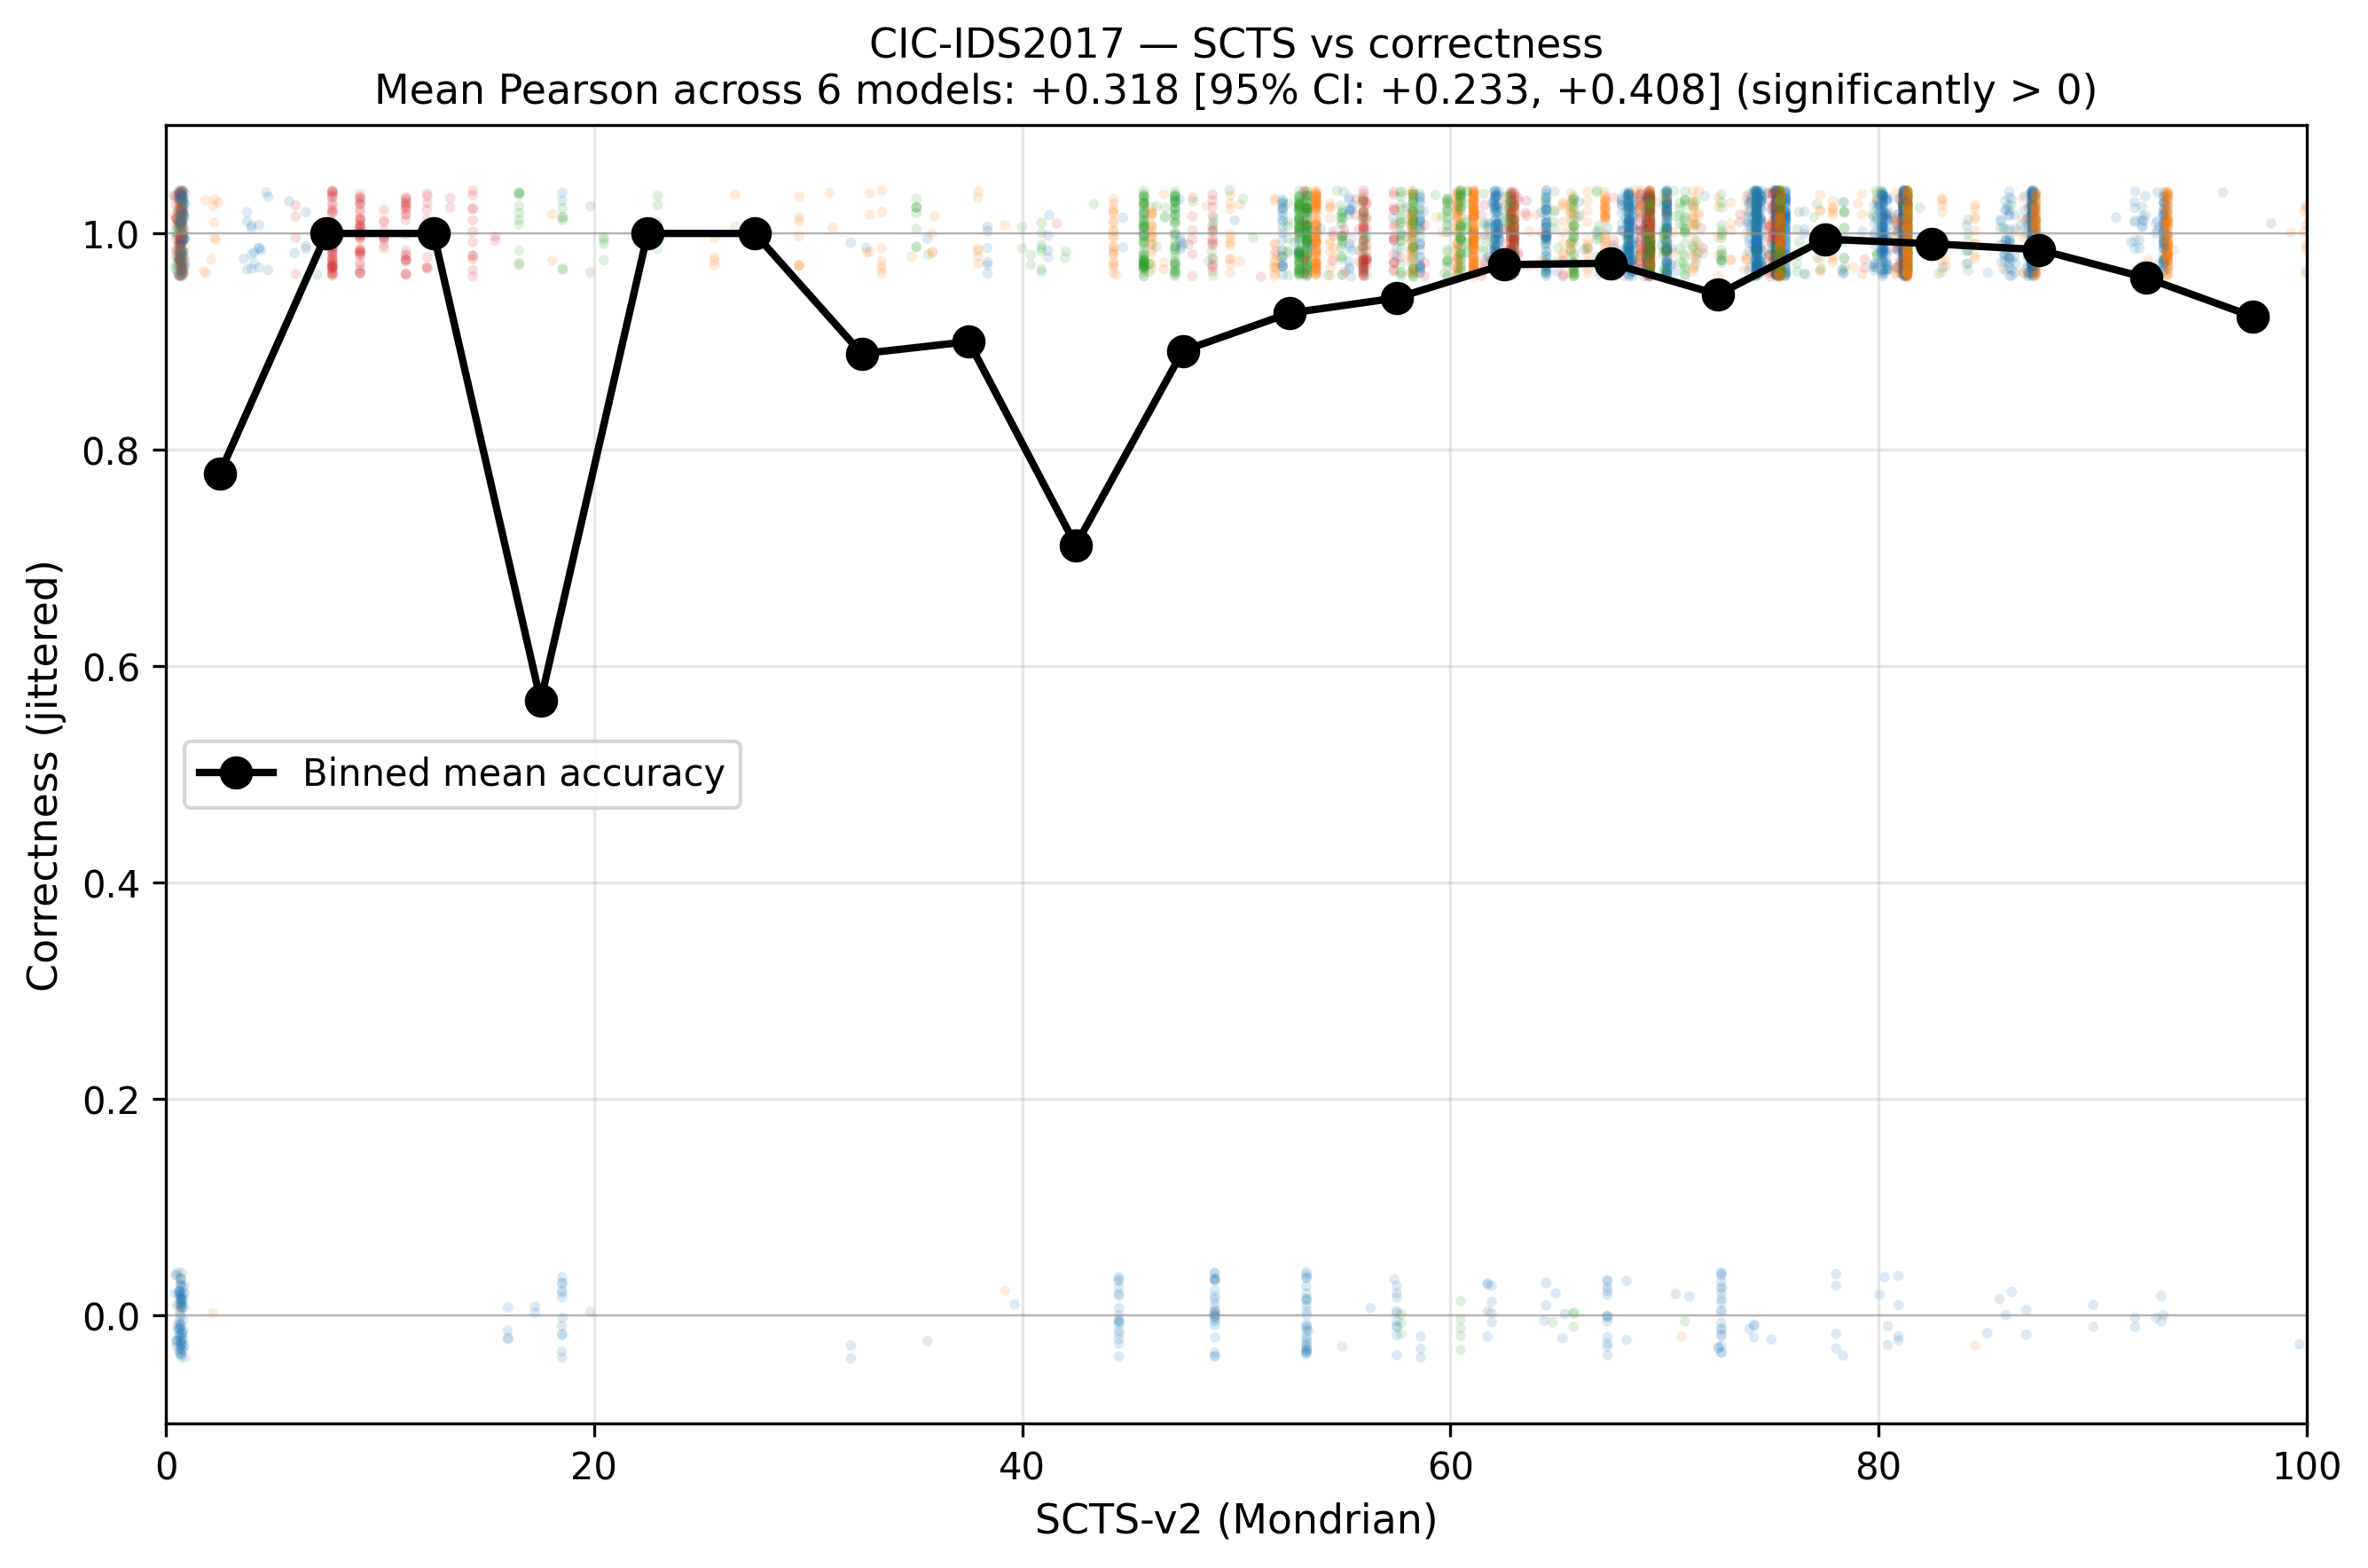 CIC-IDS2017 — SCTS vs correctness
Mean Pearson across 6 models: +0.318 [95% CI: +0.233, +0.408] (significantly > 0)
Correctness (jittered)
1.0
0.8
0.6
0.4
0.2
0.0
Binned mean accuracy
0 20 40 60 80 100
SCTS-v2 (Mondrian)